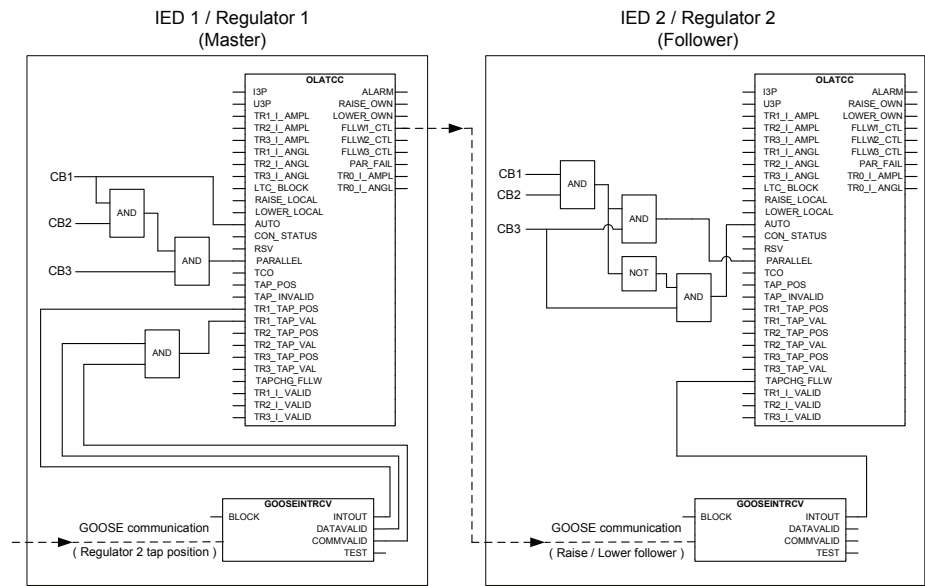 IED 1 / Regulator 1
(Master)
OLATCC
I3P
U3P
TR1_I_AMPL
TR2_I_AMPL
TR3_I_AMPL
TR1_I_ANGL
TR2_I_ANGL
TR3_I_ANGL
LTC_BLOCK
RAISE_LOCAL
LOWER_LOCAL
AUTO
CON_STATUS
RSV
PARALLEL
TCO
TAP_POS
TAP_INVALID
TR1_TAP_POS
TR1_TAP_VAL
TR2_TAP_POS
TR2_TAP_VAL
TR3_TAP_POS
TR3_TAP_VAL
TAPCHG_FLLW
TR1_I_VALID
TR2_I_VALID
TR3_I_VALID
ALARM
RAISE_OWN
LOWER_OWN
FLLW1_CTL
FLLW2_CTL
FLLW3_CTL
PAR_FAIL
TR0_I_AMPL
TR0_I_ANGL
CB1
CB2
CB3
AND
AND
AND
GOOSEINTRCV
BLOCK
INTOUT
DATAVALID
COMMVALID
TEST
GOOSE communication
( Regulator 2 tap position )
IED 2 / Regulator 2
(Follower)
OLATCC
I3P
U3P
TR1_I_AMPL
TR2_I_AMPL
TR3_I_AMPL
TR1_I_ANGL
TR2_I_ANGL
TR3_I_ANGL
LTC_BLOCK
RAISE_LOCAL
LOWER_LOCAL
AUTO
CON_STATUS
RSV
PARALLEL
TCO
TAP_POS
TAP_INVALID
TR1_TAP_POS
TR1_TAP_VAL
TR2_TAP_POS
TR2_TAP_VAL
TR3_TAP_POS
TR3_TAP_VAL
TAPCHG_FLLW
TR1_I_VALID
TR2_I_VALID
TR3_I_VALID
ALARM
RAISE_OWN
LOWER_OWN
FLLW1_CTL
FLLW2_CTL
FLLW3_CTL
PAR_FAIL
TR0_I_AMPL
TR0_I_ANGL
CB1
CB2
CB3
AND
AND
NOT
AND
GOOSEINTRCV
BLOCK
INTOUT
DATAVALID
COMMVALID
TEST
GOOSE communication
( Raise / Lower follower )